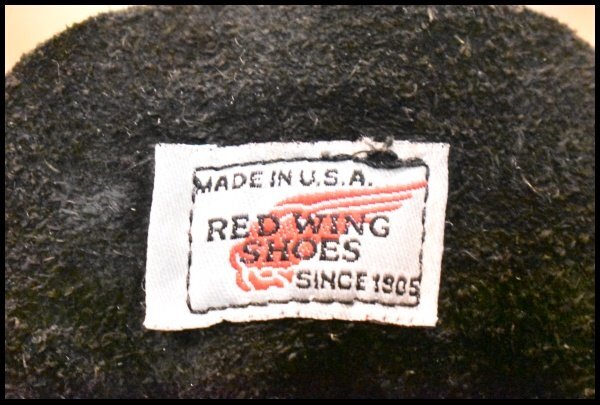 MADE IN U.S.A.
RED WING
SHOES
SINCE 1905